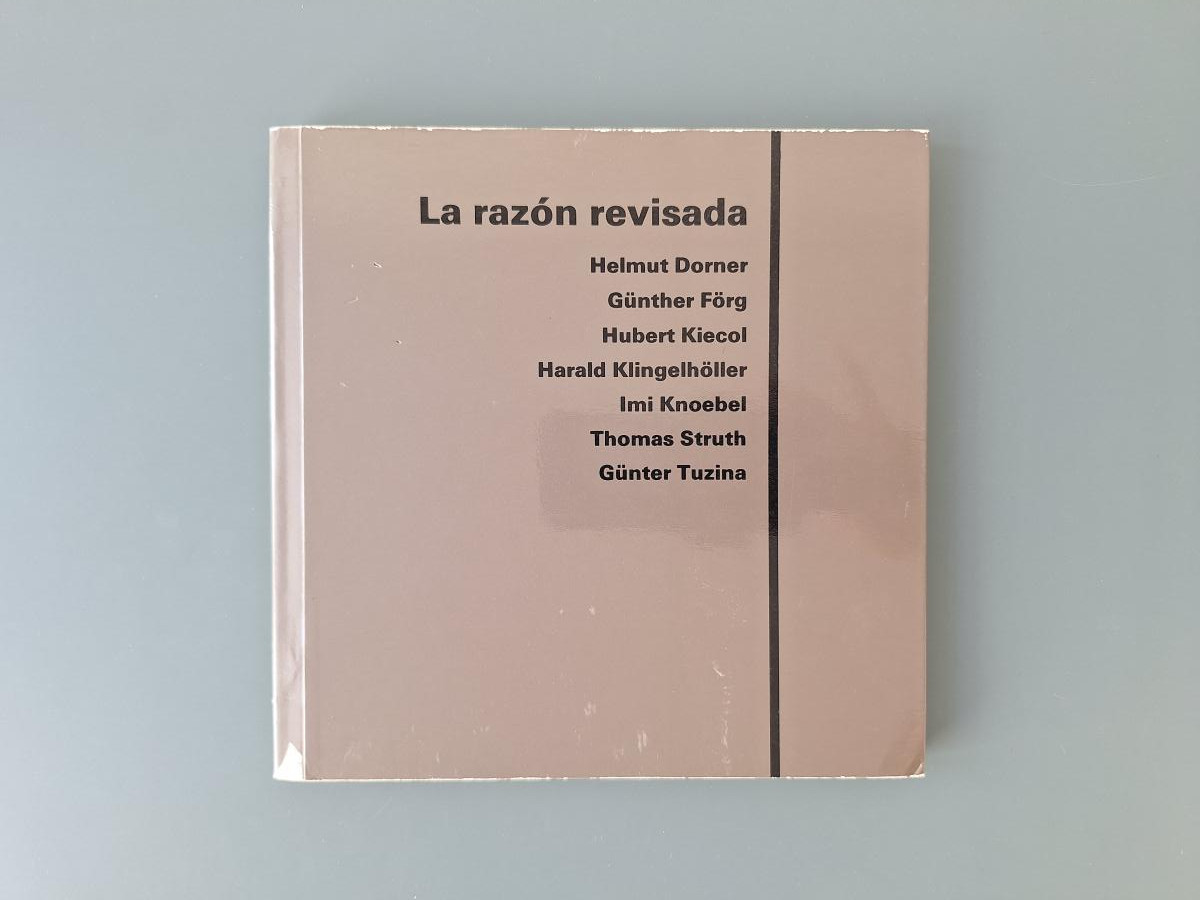 La razón revisada
Helmut Dorner
Günther Förg
Hubert Kiecol
Harald Klingelhöller
Imi Knoebel
Thomas Struth
Günter Tuzina